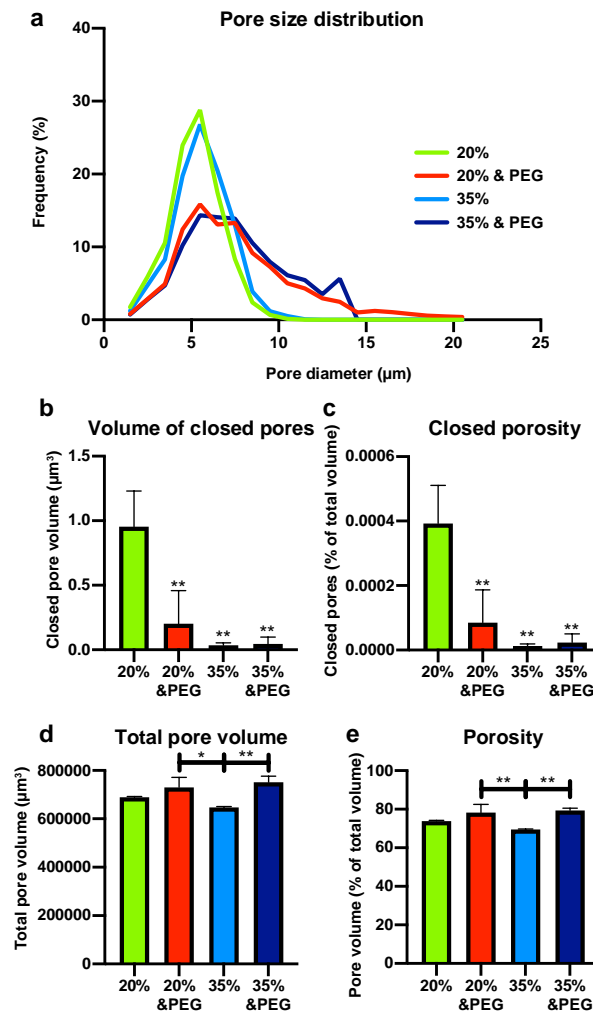 a
Pore size distribution
Frequency (%)
40
30
20
10
0
0 5 10 15 20 25
Pore diameter (µm)
20%
20% & PEG
35%
35% & PEG
b
Volume of closed pores
Closed pore volume (µm³)
1.5
1.0
0.5
0.0
**
**
**
20%
20% &PEG
35%
35% &PEG
c
Closed porosity
Closed pores (% of total volume)
0.0006
0.0004
0.0002
0.0000
**
**
**
20%
20% &PEG
35%
35% &PEG
d
Total pore volume
Total pore volume (µm³)
800000
600000
400000
200000
0
*
**
20%
20% &PEG
35%
35% &PEG
e
Porosity
Pore volume (% of total volume)
100
80
60
40
20
0
**
**
20%
20% &PEG
35%
35% &PEG